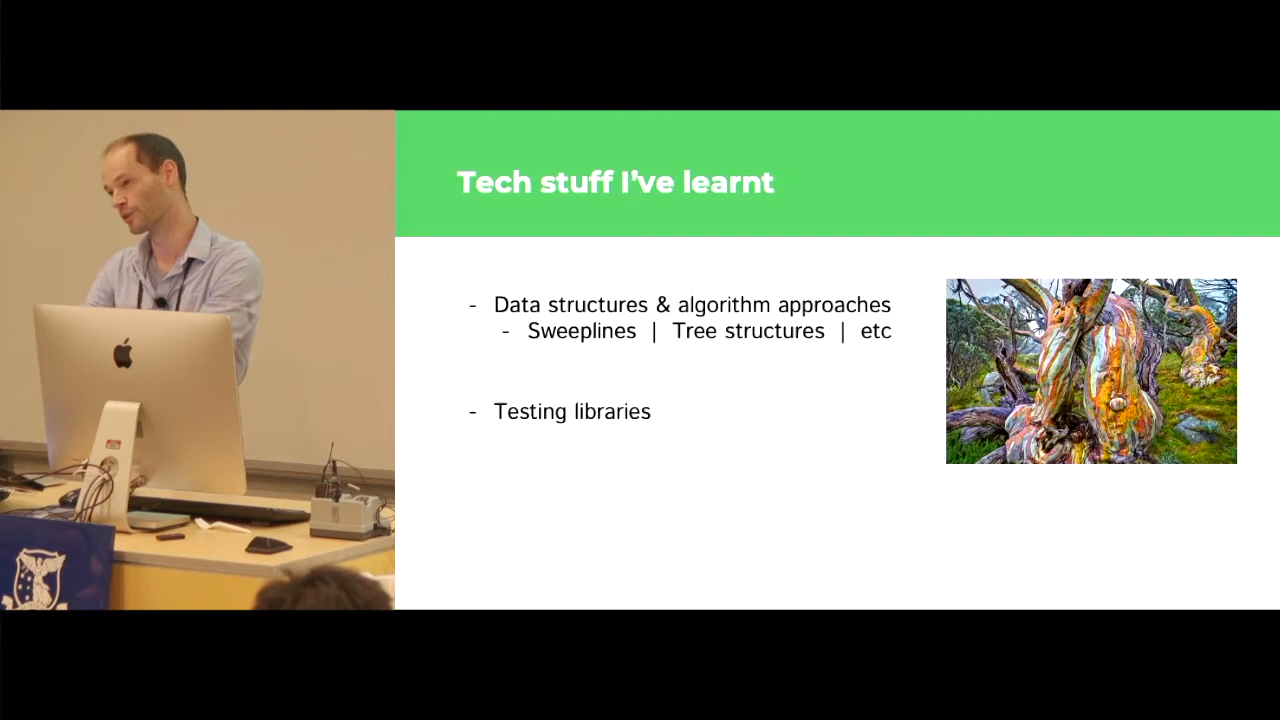 Tech stuff I've learnt
- Data structures & algorithm approaches
- Sweeplines | Tree structures | etc
- Testing libraries